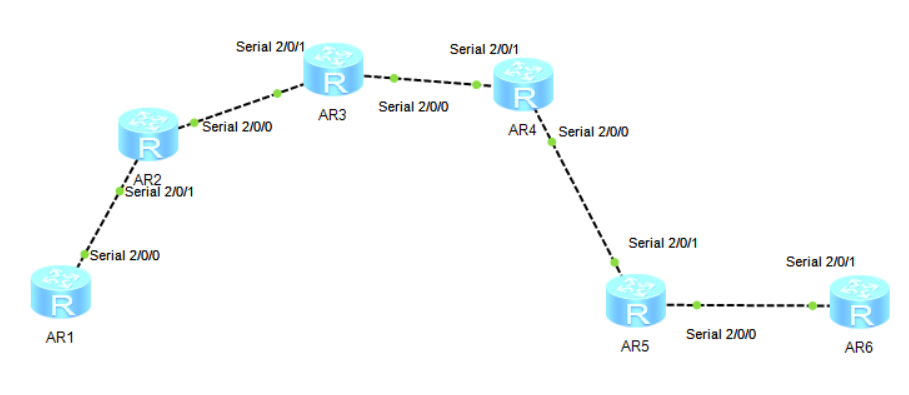 Serial 2/0/1
Serial 2/0/1
R
AR3
R
Serial 2/0/0
AR4
Serial 2/0/0
Serial 2/0/0
R
AR2
Serial 2/0/1
Serial 2/0/1
Serial 2/0/0
Serial 2/0/1
R
AR1
R
AR5
Serial 2/0/0
R
AR6